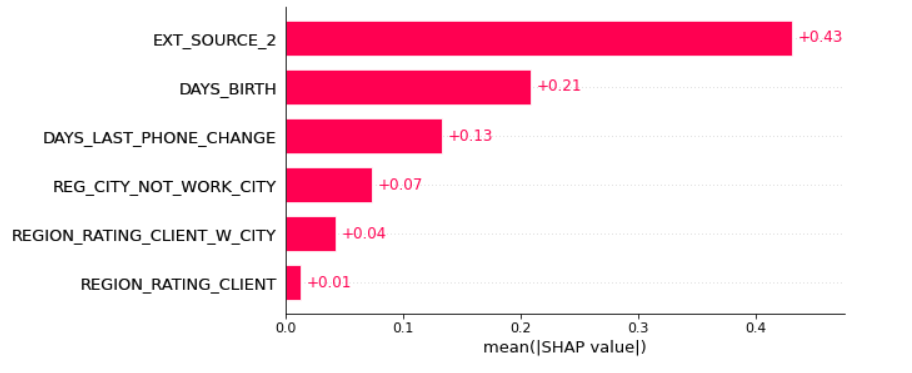 EXT_SOURCE_2 +0.43
DAYS_BIRTH +0.21
DAYS_LAST_PHONE_CHANGE +0.13
REG_CITY_NOT_WORK_CITY +0.07
REGION_RATING_CLIENT_W_CITY +0.04
REGION_RATING_CLIENT +0.01
0.0 0.1 0.2 0.3 0.4
mean(|SHAP value|)